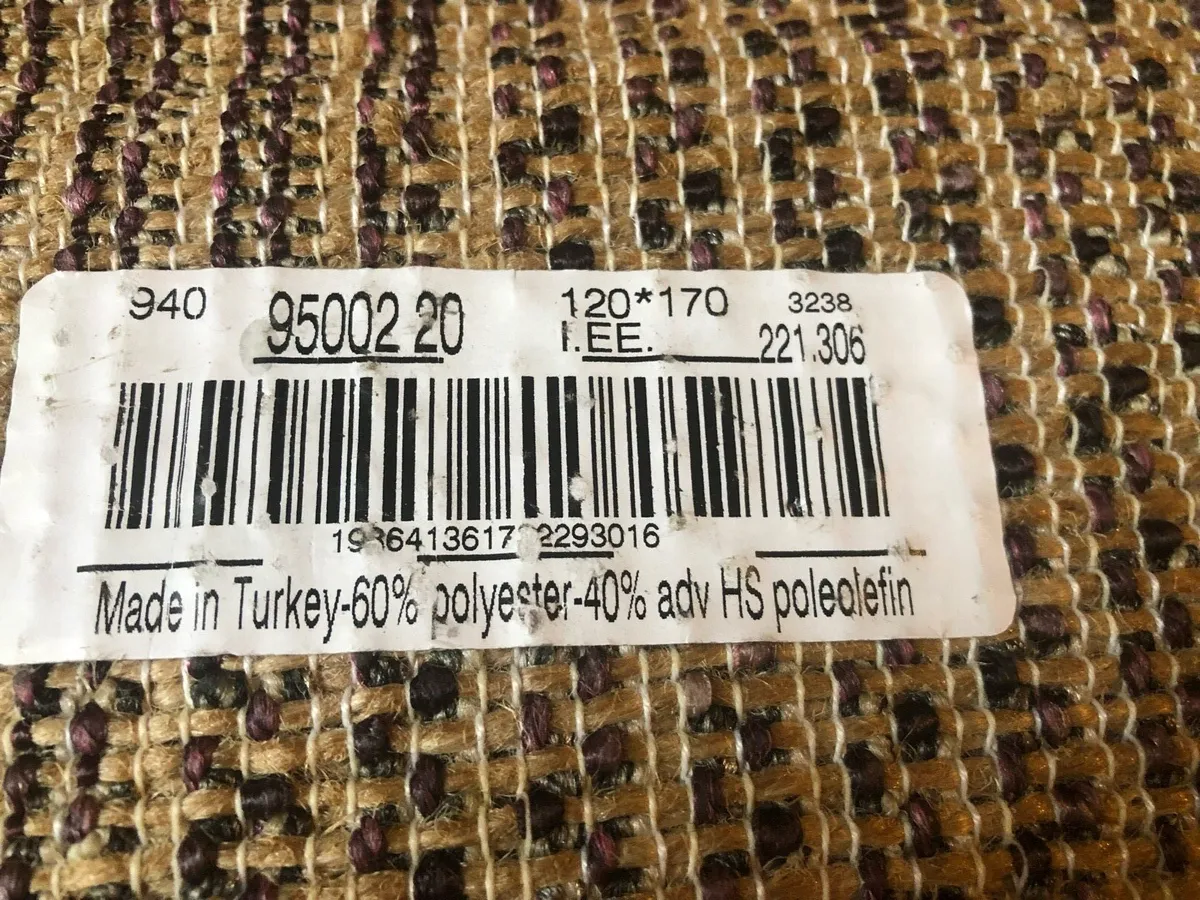 940 95002 20 120*170 3238
I.EE. 221.306
Made in Turkey-60% polyester-40% adv HS poleolefin